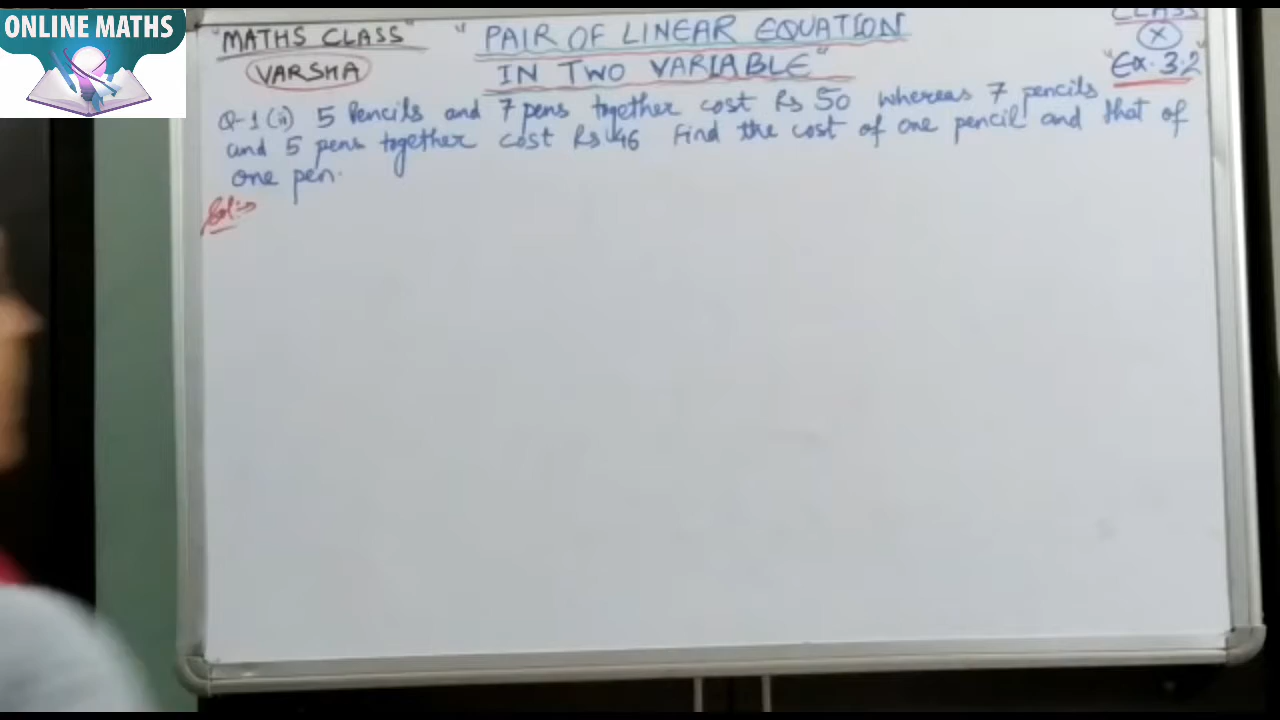 ONLINE MATHS
"MATHS CLASS"
VARSHA
"PAIR OF LINEAR EQUATION
IN TWO VARIABLE"
CLASS
X
"Ex. 3.2"
Q-1 (ii) 5 Pencils and 7 pens together cost Rs 50 whereas 7 pencils
and 5 pens together cost Rs 46 Find the cost of one pencil and that of
one pen.
Sol:→